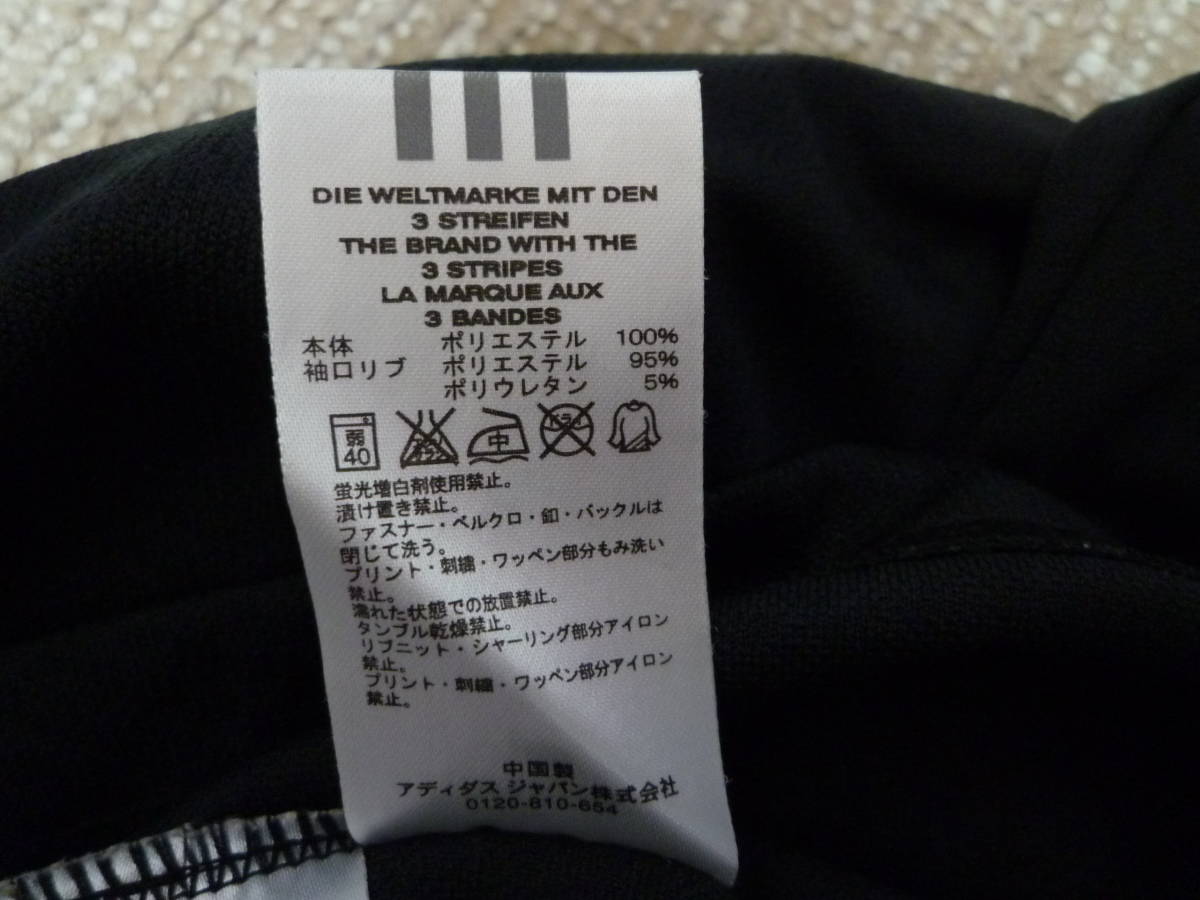 DIE WELTMARKE MIT DEN
3 STREIFEN
THE BRAND WITH THE
3 STRIPES
LA MARQUE AUX
3 BANDES
本体 ポリエステル 100%
袖口リブ ポリエステル 95%
ポリウレタン 5%
弱 40 中
蛍光増白剤使用禁止。
漬け置き禁止。
ファスナー・ベルクロ・釦・バックルは
閉じて洗う。
プリント・刺繍・ワッペン部分もみ洗い
禁止。
濡れた状態での放置禁止。
タンブル乾燥禁止。
リブニット・シャーリング部分アイロン
禁止。
プリント・刺繍・ワッペン部分アイロン
禁止。
中国製
アディダス ジャパン株式会社
0120-810-654